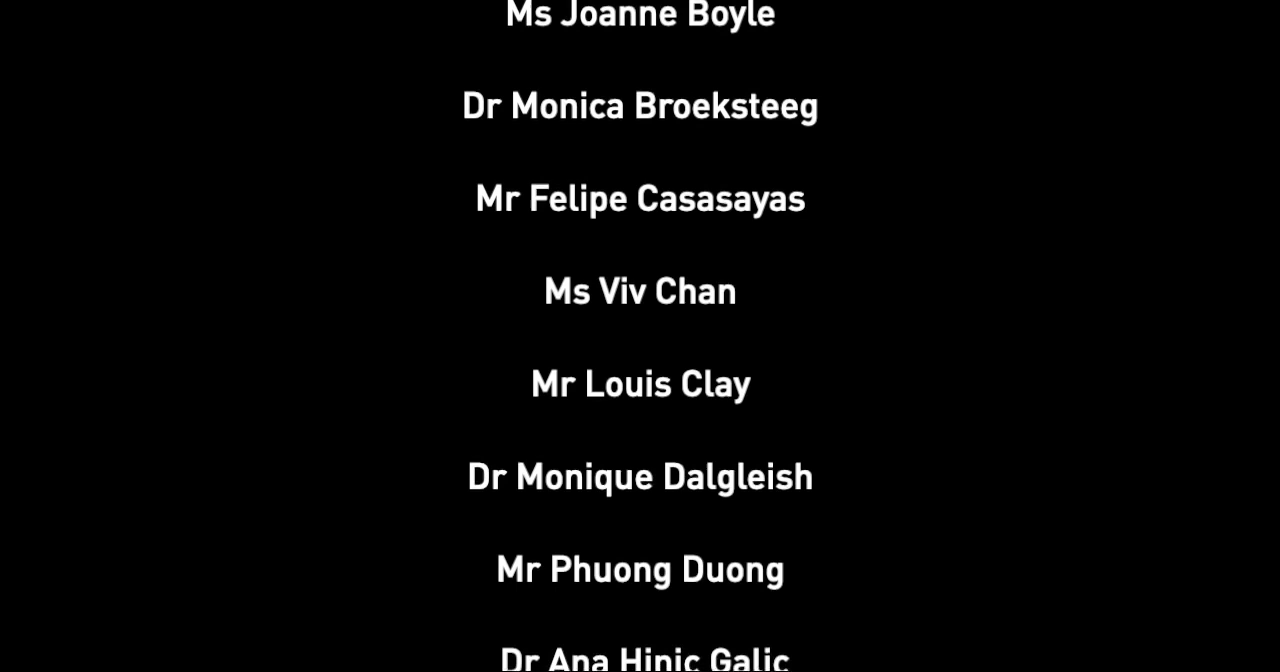 Ms Joanne Boyle
Dr Monica Broeksteeg
Mr Felipe Casasayas
Ms Viv Chan
Mr Louis Clay
Dr Monique Dalgleish
Mr Phuong Duong
Dr Ana Hinic Galic